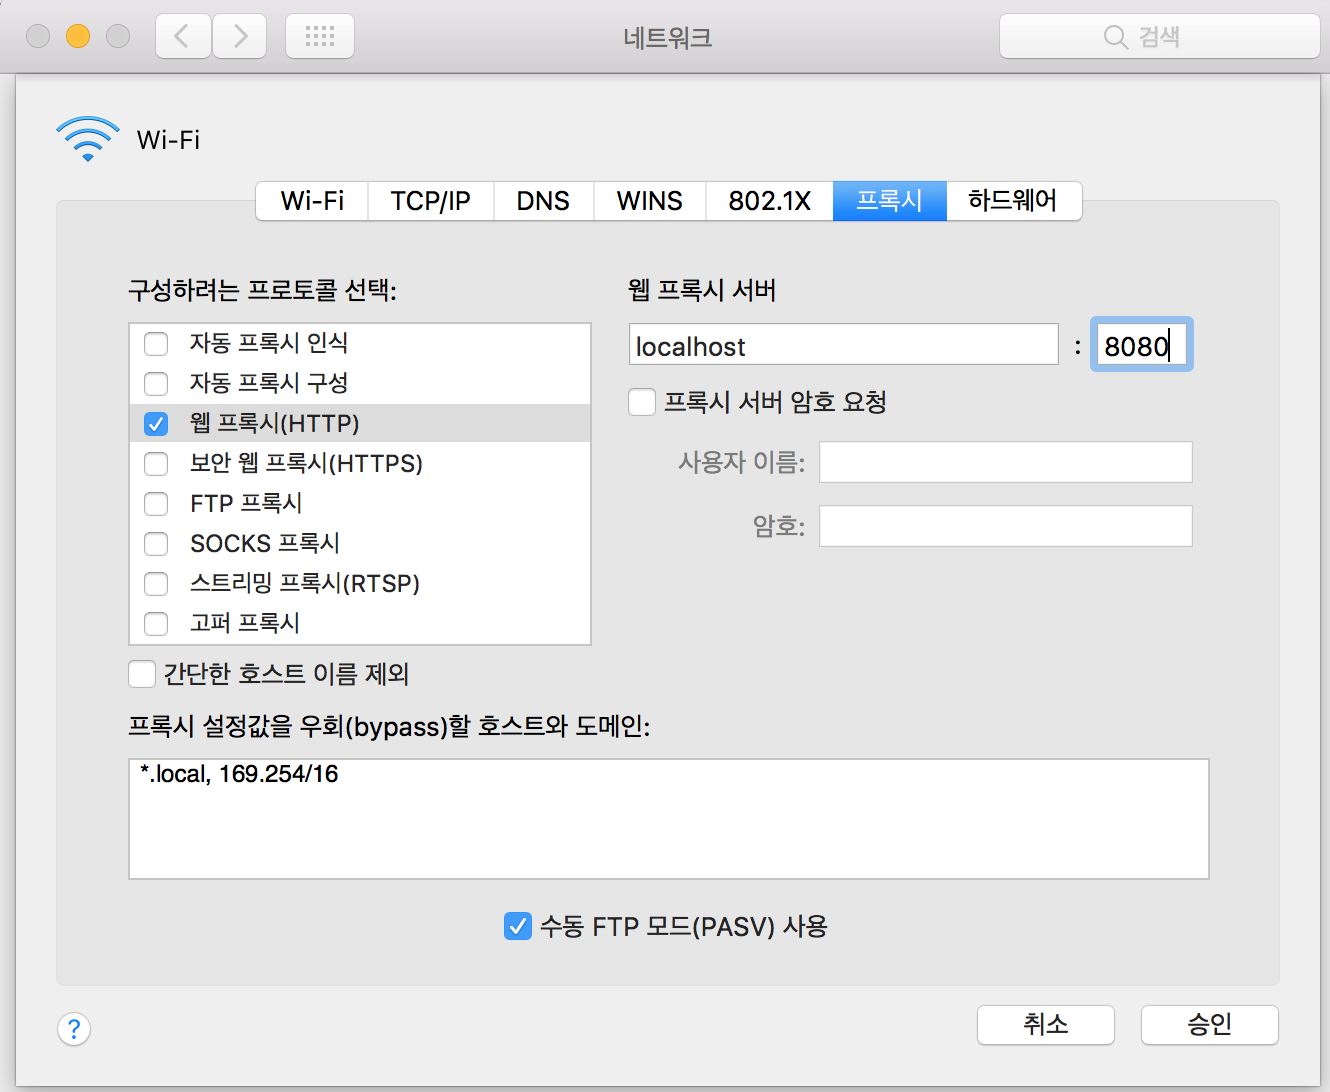 네트워크
검색
Wi-Fi
Wi-Fi TCP/IP DNS WINS 802.1X 프록시 하드웨어
구성하려는 프로토콜 선택:
자동 프록시 인식
자동 프록시 구성
웹 프록시(HTTP)
보안 웹 프록시(HTTPS)
FTP 프록시
SOCKS 프록시
스트리밍 프록시(RTSP)
고퍼 프록시
웹 프록시 서버
localhost : 8080
프록시 서버 암호 요청
사용자 이름:
암호:
간단한 호스트 이름 제외
프록시 설정값을 우회(bypass)할 호스트와 도메인:
*.local, 169.254/16
수동 FTP 모드(PASV) 사용
?
취소
승인